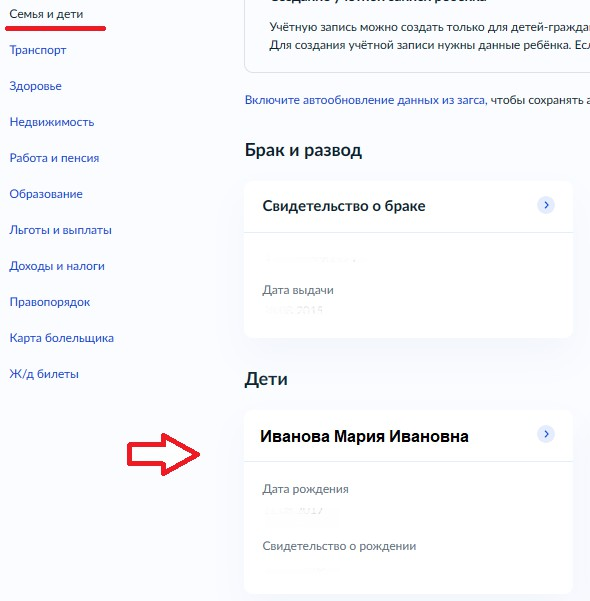 Семья и дети
Транспорт
Здоровье
Недвижимость
Работа и пенсия
Образование
Льготы и выплаты
Доходы и налоги
Правопорядок
Карта болельщика
Ж/д билеты
Учётную запись можно создать только для детей-гражда
Для создания учётной записи нужны данные ребёнка. Есл
Включите автообновление данных из загса, чтобы сохранять а
Брак и развод
Свидетельство о браке
Дата выдачи
Дети
Иванова Мария Ивановна
Дата рождения
Свидетельство о рождении